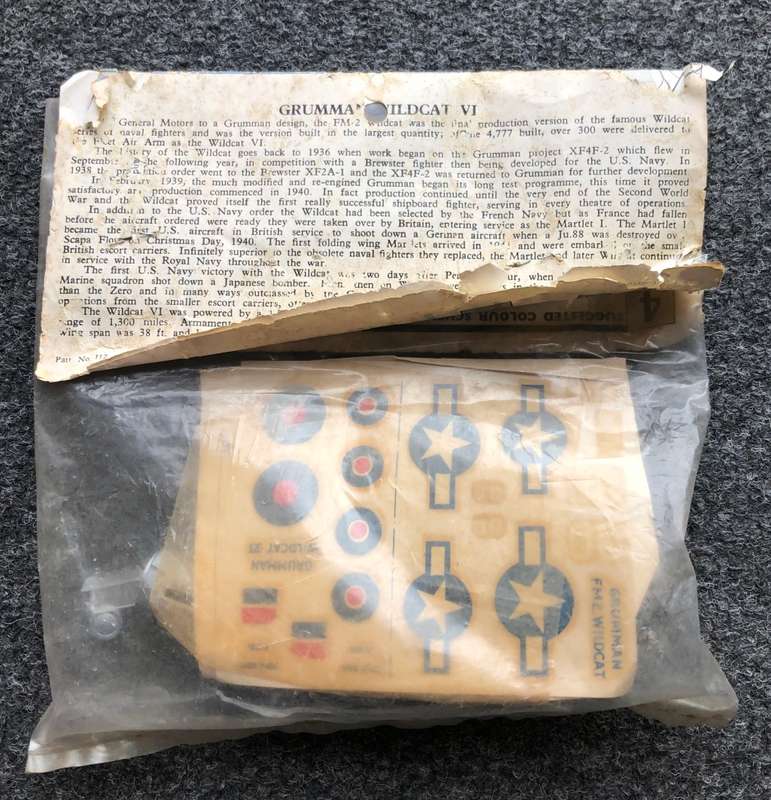 GRUMMAN WILDCAT VI
General Motors to a Grumman design, the FM-2 Wildcat was the final production version of the famous Wildcat
series of naval fighters and was the version built in the largest quantity; of the 4,777 built, over 300 were delivered to
the Fleet Air Arm as the Wildcat VI.
The history of the Wildcat goes back to 1936 when work began on the Grumman project XF4F-2 which flew in
September the following year, in competition with a Brewster fighter then being developed for the U.S. Navy. In
1938 the production order went to the Brewster XF2A-1 and the XF4F-2 was returned to Grumman for further development
In February 1939, the much modified and re-engined Grumman began its long test programme, this time it proved
satisfactory and production commenced in 1940. In fact production continued until the very end of the Second World
War and the Wildcat proved itself the first really successful shipboard fighter, serving in every theatre of operations.
In addition to the U.S. Navy order the Wildcat had been selected by the French Navy but as France had fallen
before the aircraft ordered were ready they were taken over by Britain, entering service as the Martlet I. The Martlet I
became the first U.S. aircraft in British service to shoot down a German aircraft when a Ju.88 was destroyed over
Scapa Flow on Christmas Day, 1940. The first folding wing Martlets arrived in and were embarked on the small
British escort carriers. Infinitely superior to the obsolete naval fighters they replaced, the Martlet and later Wildcat continued
in service with the Royal Navy throughout the war.
The first U.S. Navy victory with the Wildcat was two days after Pearl Harbour, when
Marine squadron shot down a Japanese bomber.
than the Zero and in many ways outclassed by the
operations from the smaller escort carriers,
The Wildcat VI was powered by a
range of 1,300 miles. Armament
wing span was 38 ft. and
Patt. No.
4
SUGGESTED COLOUR
GRUMMAN
WILDCAT VI
GRUMMAN
FM2 WILDCAT